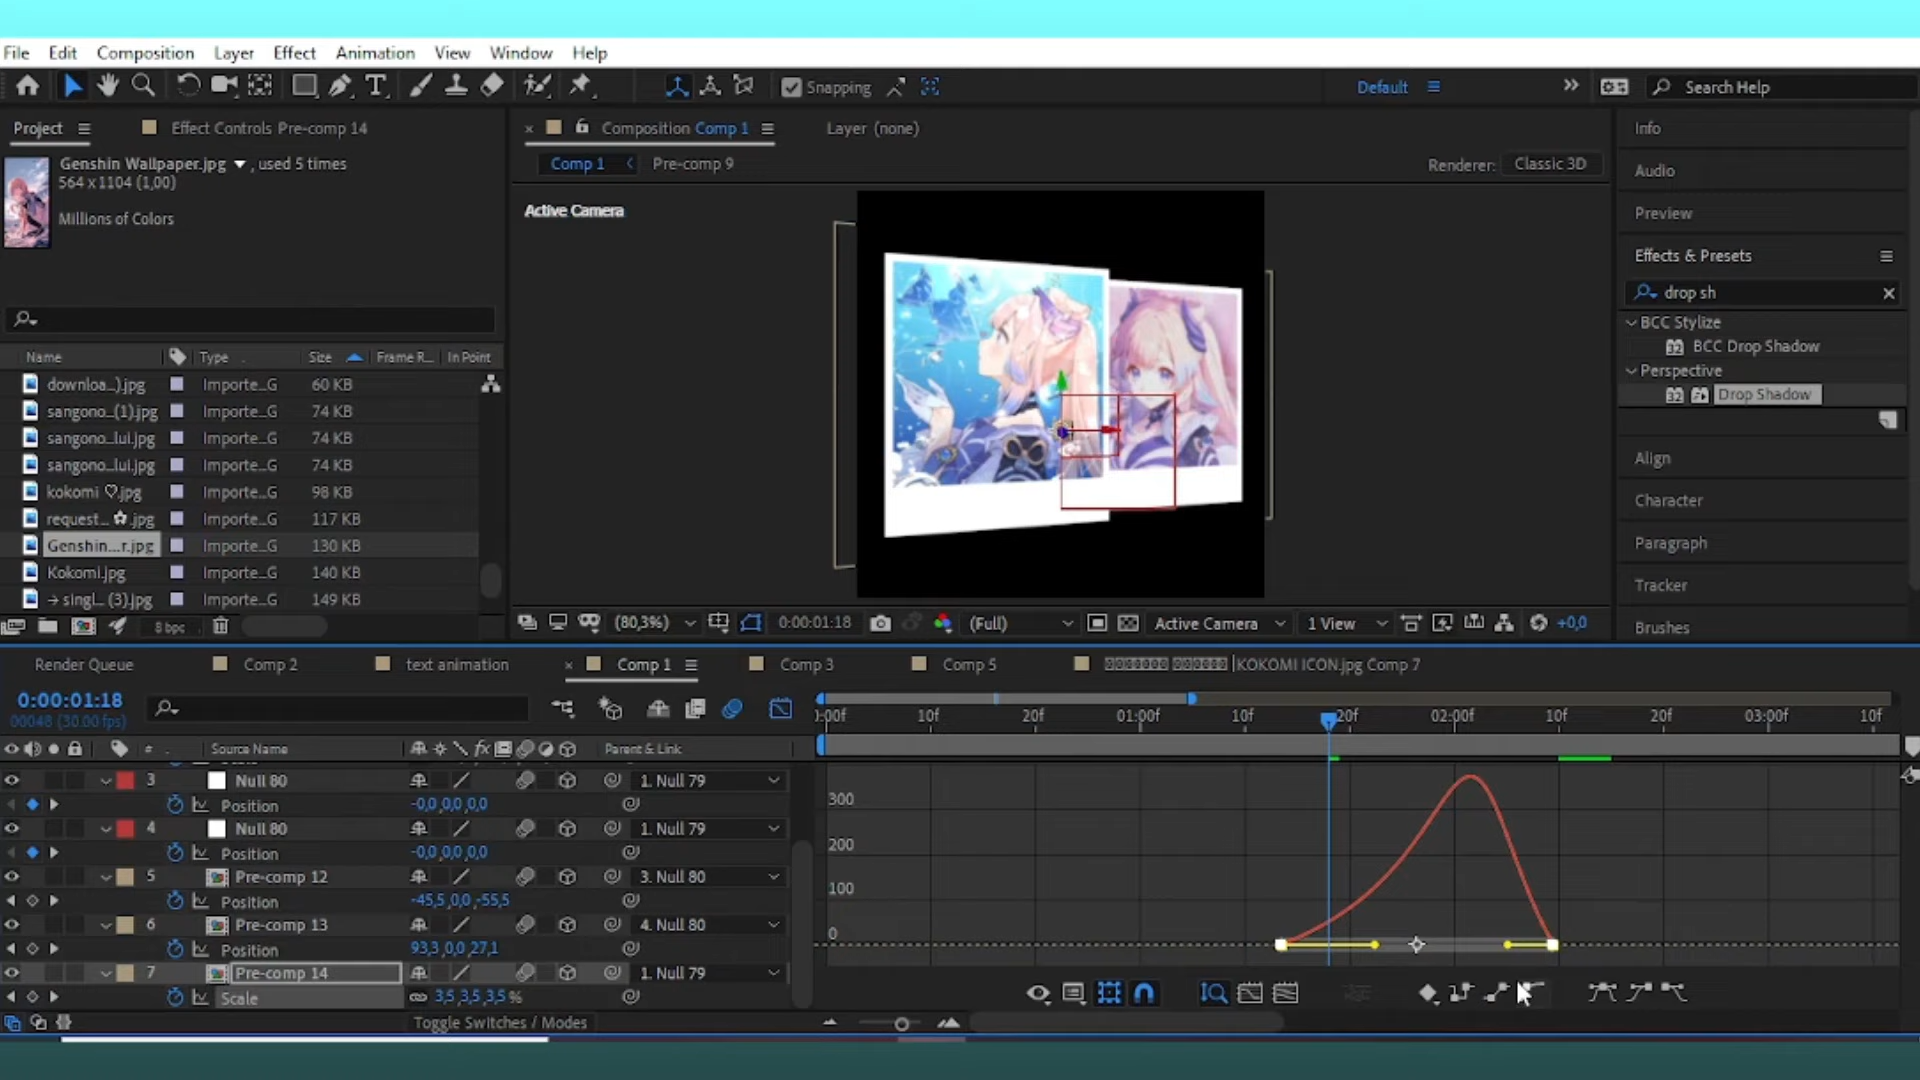 File Edit Composition Layer Effect Animation View Window Help
Snapping
Default
Search Help
Project
Effect Controls Pre-comp 14
Composition Comp 1
Layer (none)
Info
Genshin Wallpaper.jpg , used 5 times
564 x 1104 (1,00)
Millions of Colors
Comp 1
Pre-comp 9
Renderer: Classic 3D
Active Camera
Audio
Preview
Effects & Presets
drop sh
BCC Stylize
32 BCC Drop Shadow
Perspective
32 Drop Shadow
Align
Character
Paragraph
Tracker
Brushes
Name Type Size Frame R... In Point
downloa...).jpg Importe...G 60 KB
sangono...(1).jpg Importe...G 74 KB
sangono...lui.jpg Importe...G 74 KB
sangono...lui.jpg Importe...G 74 KB
kokomi ♡.jpg Importe...G 98 KB
request... ✿ .jpg Importe...G 117 KB
Genshin...r.jpg Importe...G 130 KB
Kokomi.jpg Importe...G 140 KB
→ singl... (3).jpg Importe...G 149 KB
8 bpc
(80,3%) 0:00:01:18 (Full) Active Camera 1 View +0,0
Render Queue Comp 2 text animation Comp 1 Comp 3 Comp 5 |KOKOMI ICON.jpg Comp 7
0:00:01:18
00048 (30.00 fps)
:00f 10f 20f 01:00f 10f 20f 02:00f 10f 20f 03:00f 10f
# Source Name fx Parent & Link
3 Null 80 1. Null 79
Position -0,0,0,0,0,0
4 Null 80 1. Null 79
Position -0,0,0,0,0,0
5 Pre-comp 12 3. Null 80
Position -45,5,0,0,-55,5
6 Pre-comp 13 4. Null 80
Position 93,3,0,0,27,1
7 Pre-comp 14 1. Null 79
Scale 3,5,3,5,3,5 %
Toggle Switches / Modes
300
200
100
0